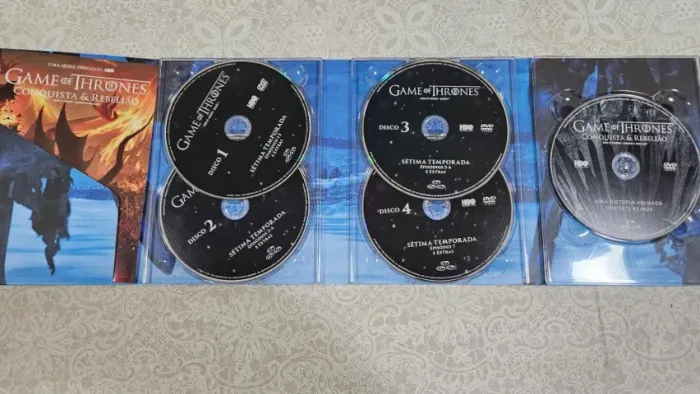 UMA SÉRIE ORIGINAL HBO
GAME OF THRONES
CONQUISTA & REBELIÃO
GAME OF THRONES
HBO
DVD
DISCO 1
SÉTIMA TEMPORADA
E EXTRAS
GAME OF THRONES
DISCO 2
SÉTIMA TEMPORADA
E EXTRAS
GAME OF THRONES
DISCO 3
HBO
DVD
SÉTIMA TEMPORADA
EPISÓDIOS 5-6
E EXTRAS
DISCO 4
HBO
DVD
SÉTIMA TEMPORADA
EPISÓDIO 7
E EXTRAS
GAME OF THRONES
CONQUISTA & REBELIÃO
HBO
DVD
UMA HISTÓRIA ANIMADA
DOS SETE REINOS